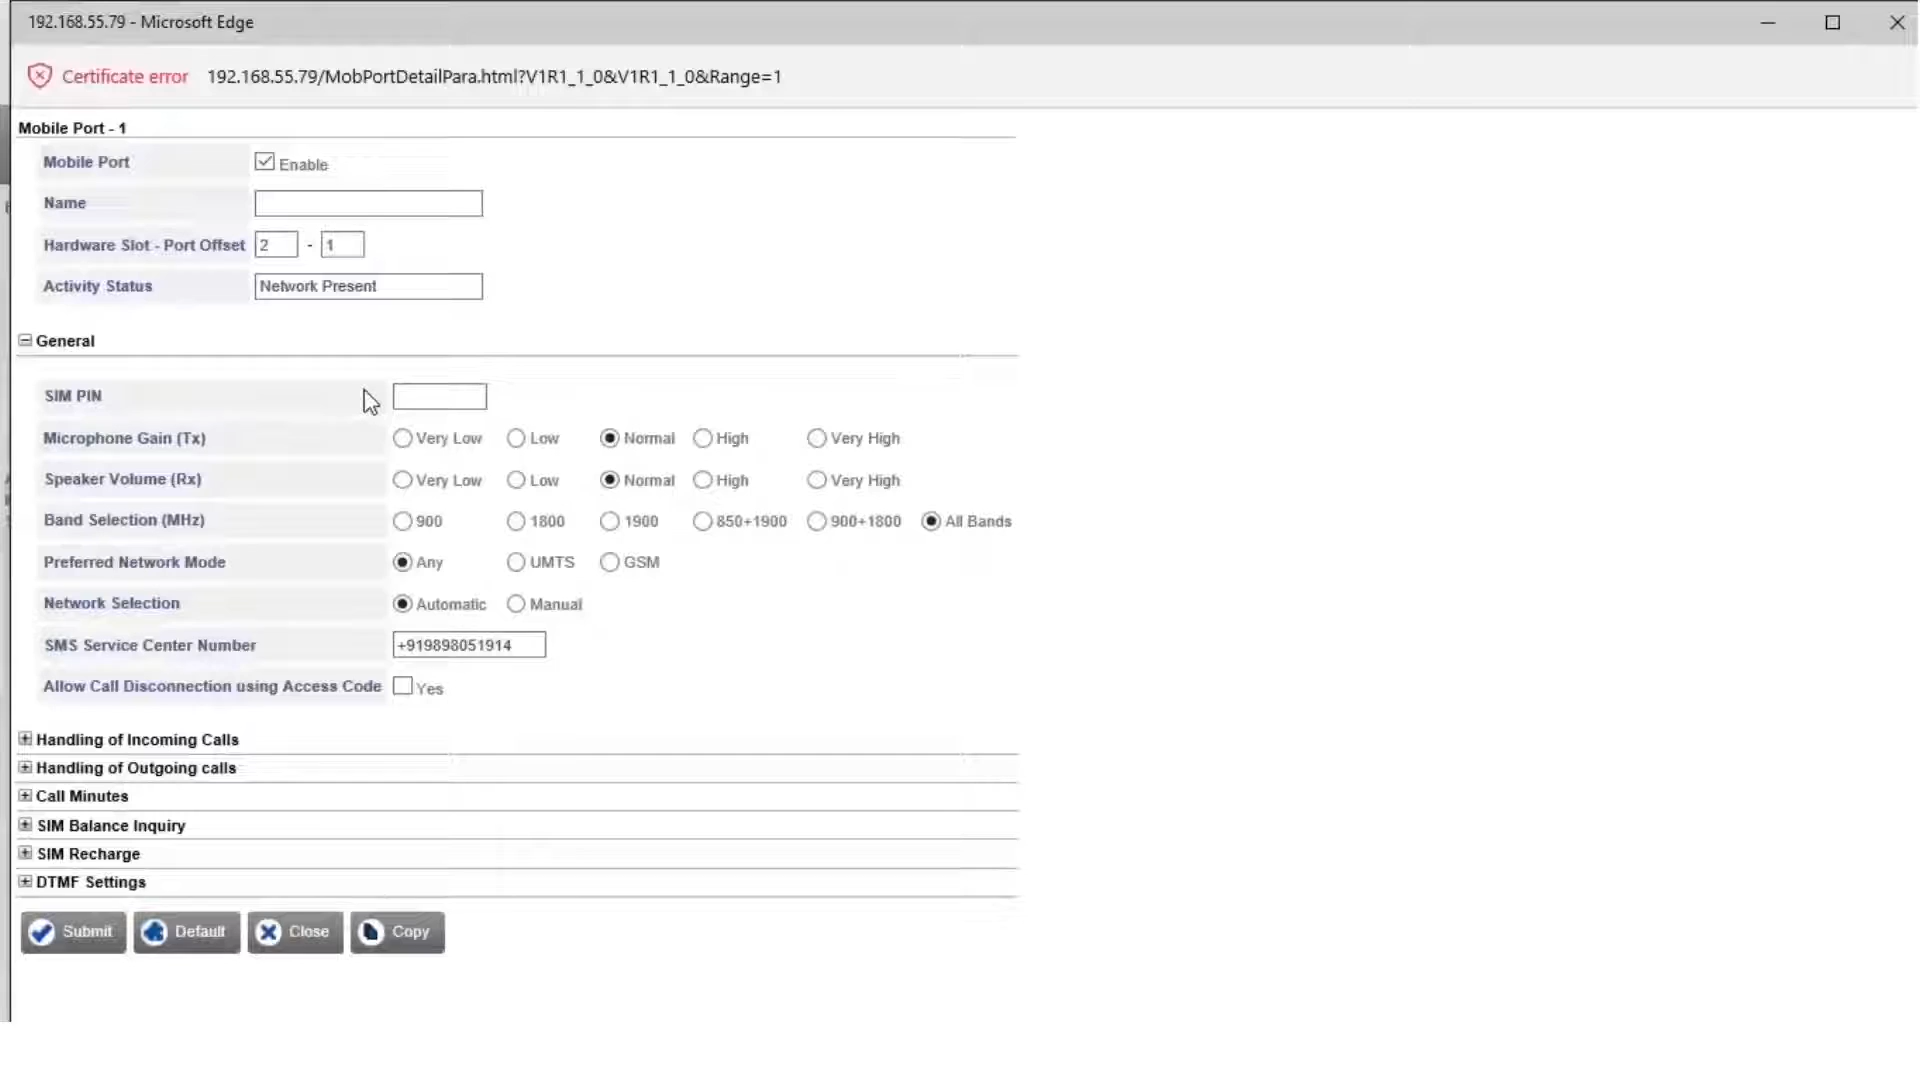 192.168.55.79 - Microsoft Edge
Certificate error 192.168.55.79/MobPortDetailPara.html?V1R1_1_0&V1R1_1_0&Range=1
Mobile Port - 1
Mobile Port Enable
Name
Hardware Slot - Port Offset 2 - 1
Activity Status Network Present
General
SIM PIN
Microphone Gain (Tx) Very Low Low Normal High Very High
Speaker Volume (Rx) Very Low Low Normal High Very High
Band Selection (MHz) 900 1800 1900 850+1900 900+1800 All Bands
Preferred Network Mode Any UMTS GSM
Network Selection Automatic Manual
SMS Service Center Number +919898051914
Allow Call Disconnection using Access Code Yes
Handling of Incoming Calls
Handling of Outgoing calls
Call Minutes
SIM Balance Inquiry
SIM Recharge
DTMF Settings
Submit Default Close Copy